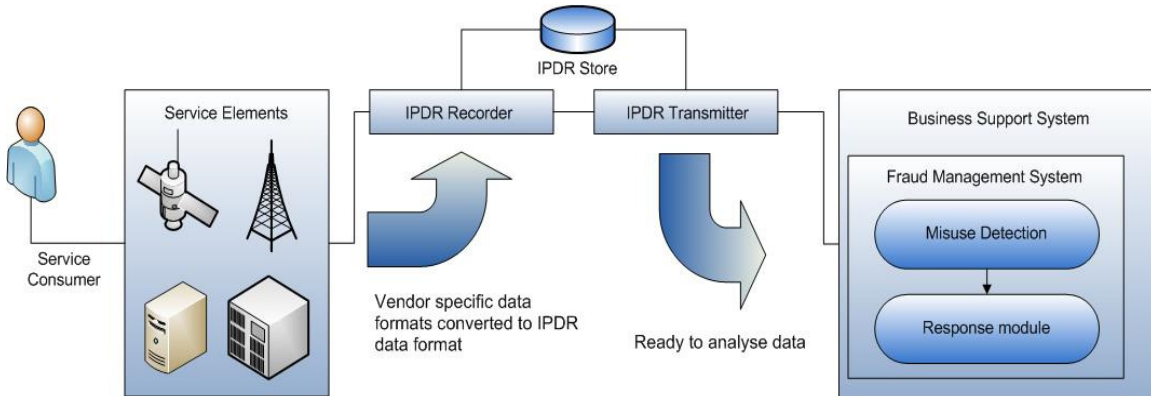 IPDR Store
Service Elements
IPDR Recorder
IPDR Transmitter
Business Support System
Fraud Management System
Misuse Detection
Response module
Service
Consumer
Vendor specific data
formats converted to IPDR
data format
Ready to analyse data